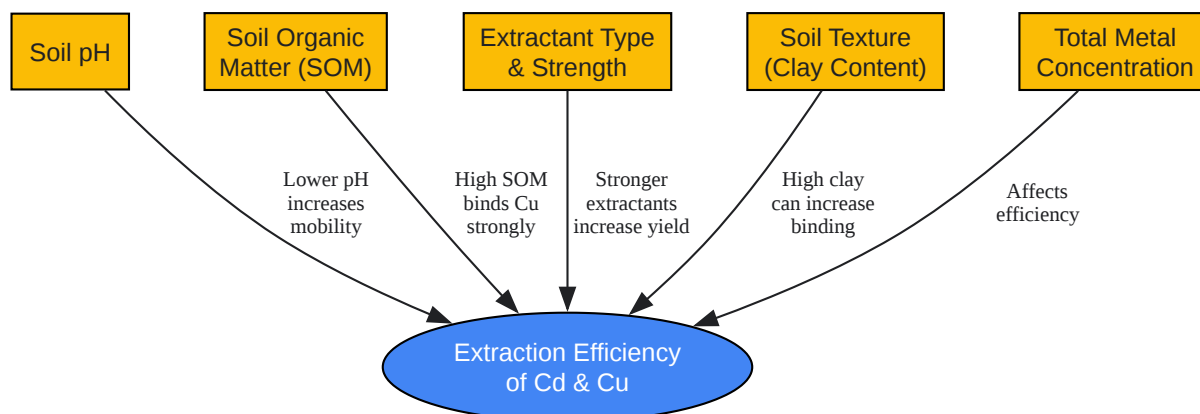 Soil pH
Soil Organic
Matter (SOM)
Extractant Type
& Strength
Soil Texture
(Clay Content)
Total Metal
Concentration
Lower pH
increases
mobility
High SOM
binds Cu
strongly
Stronger
extractants
increase yield
High clay
can increase
binding
Affects
efficiency
Extraction Efficiency
of Cd & Cu